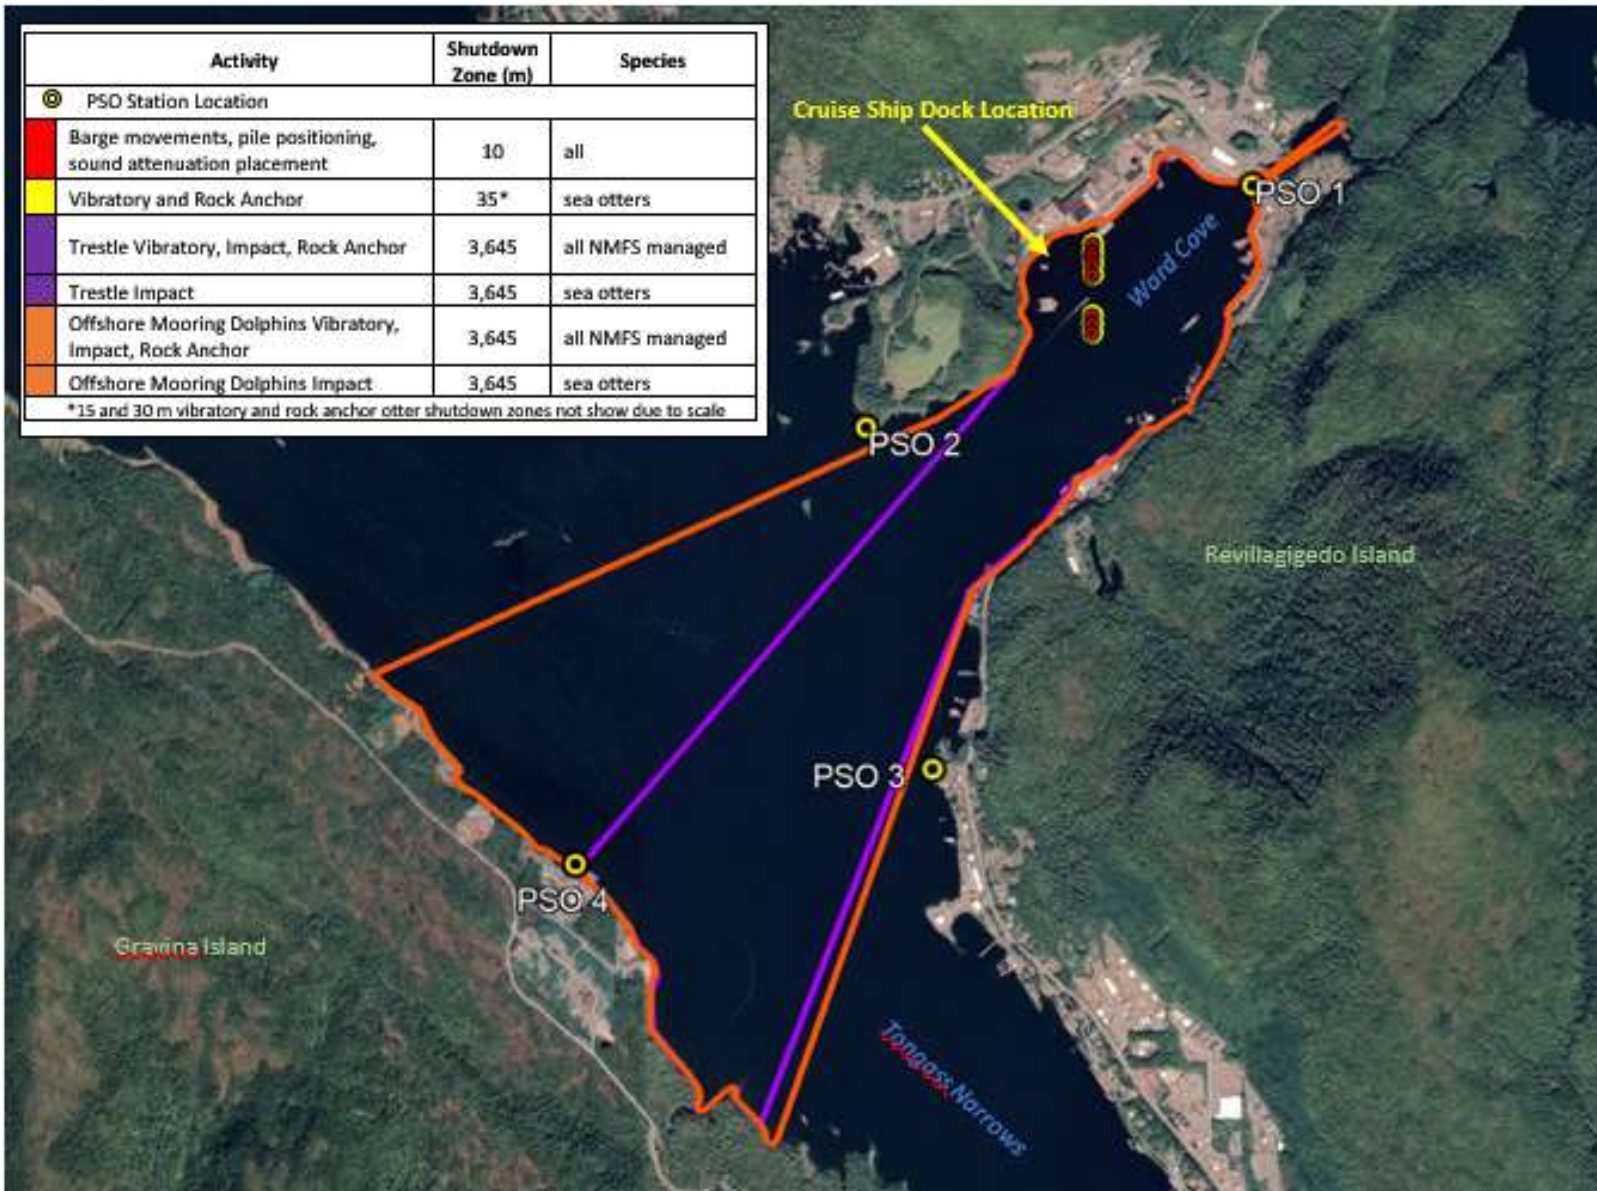 Activity Shutdown Zone (m) Species
PSO Station Location
Barge movements, pile positioning, sound attenuation placement 10 all
Vibratory and Rock Anchor 35* sea otters
Trestle Vibratory, Impact, Rock Anchor 3,645 all NMFS managed
Trestle Impact 3,645 sea otters
Offshore Mooring Dolphins Vibratory, Impact, Rock Anchor 3,645 all NMFS managed
Offshore Mooring Dolphins Impact 3,645 sea otters
*15 and 30 m vibratory and rock anchor otter shutdown zones not show due to scale
Cruise Ship Dock Location
PSO 1
Ward Cove
PSO 2
Revillagigedo Island
PSO 3
PSO 4
Gravina Island
Tongass Narrows